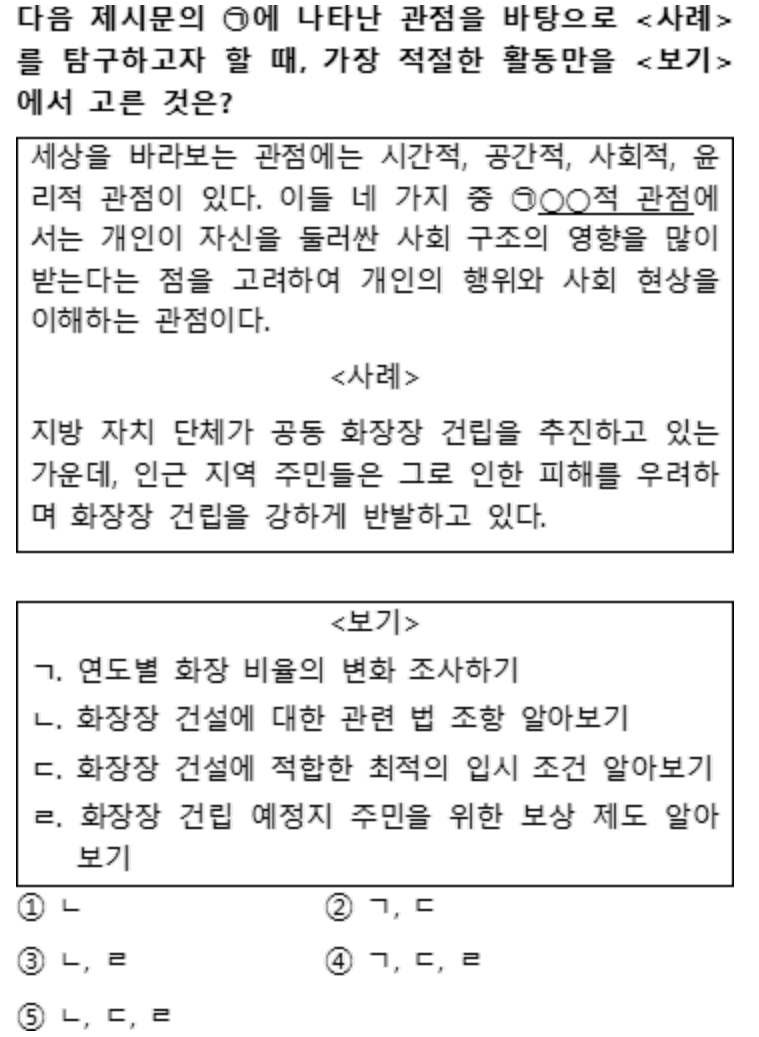 다음 제시문의 ㉠에 나타난 관점을 바탕으로 <사례>
를 탐구하고자 할 때, 가장 적절한 활동만을 <보기>
에서 고른 것은?
세상을 바라보는 관점에는 시간적, 공간적, 사회적, 윤
리적 관점이 있다. 이들 네 가지 중 ㉠○○적 관점에
서는 개인이 자신을 둘러싼 사회 구조의 영향을 많이
받는다는 점을 고려하여 개인의 행위와 사회 현상을
이해하는 관점이다.
<사례>
지방 자치 단체가 공동 화장장 건립을 추진하고 있는
가운데, 인근 지역 주민들은 그로 인한 피해를 우려하
며 화장장 건립을 강하게 반발하고 있다.
<보기>
ㄱ. 연도별 화장 비율의 변화 조사하기
ㄴ. 화장장 건설에 대한 관련 법 조항 알아보기
ㄷ. 화장장 건설에 적합한 최적의 입시 조건 알아보기
ㄹ. 화장장 건립 예정지 주민을 위한 보상 제도 알아
보기
① ㄴ ② ㄱ, ㄷ
③ ㄴ, ㄹ ④ ㄱ, ㄷ, ㄹ
⑤ ㄴ, ㄷ, ㄹ